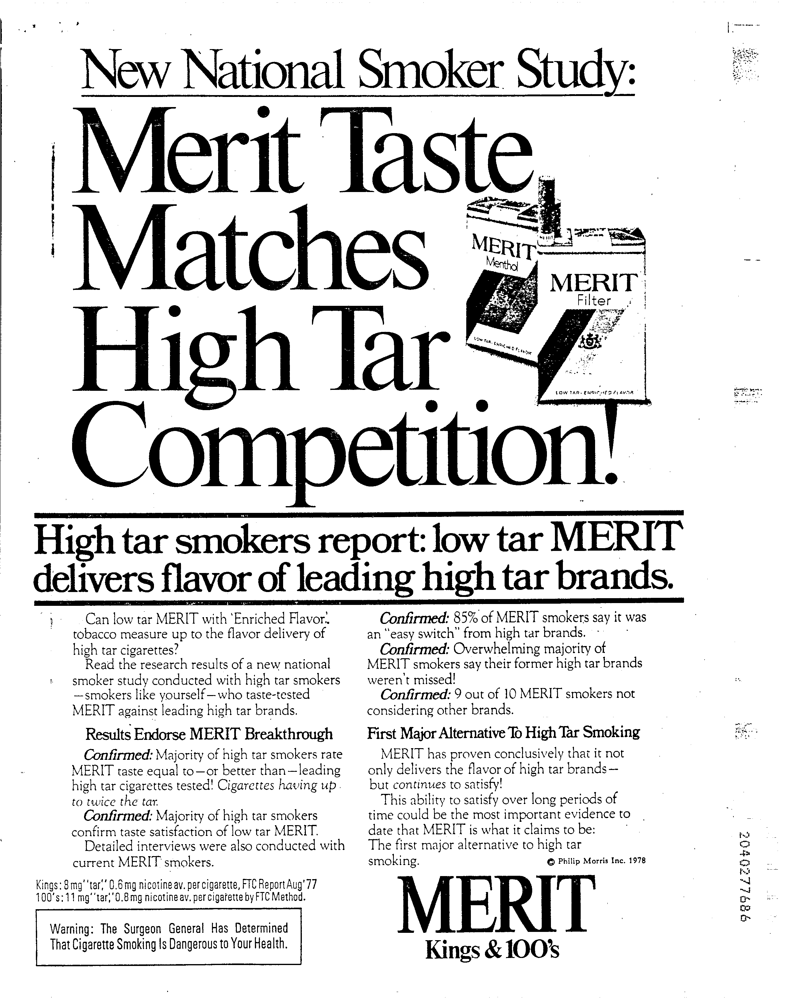 New National Smoker Study:
Merit Taste
Matches
High Tar
Competition!
MERIT
Menthol
LOW TAR - ENRICHED FLAVOR
MERIT
Filter
LOW TAR - ENRICHED FLAVOR
High tar smokers report: low tar MERIT
delivers flavor of leading high tar brands.
Can low tar MERIT with 'Enriched Flavor'
tobacco measure up to the flavor delivery of
high tar cigarettes?
Read the research results of a new national
smoker study conducted with high tar smokers
—smokers like yourself—who taste-tested
MERIT against leading high tar brands.
Results Endorse MERIT Breakthrough
Confirmed: Majority of high tar smokers rate
MERIT taste equal to—or better than—leading
high tar cigarettes tested! Cigarettes having up
to twice the tar.
Confirmed: Majority of high tar smokers
confirm taste satisfaction of low tar MERIT.
Detailed interviews were also conducted with
current MERIT smokers.
Confirmed: 85% of MERIT smokers say it was
an "easy switch" from high tar brands.
Confirmed: Overwhelming majority of
MERIT smokers say their former high tar brands
weren't missed!
Confirmed: 9 out of 10 MERIT smokers not
considering other brands.
First Major Alternative To High Tar Smoking
MERIT has proven conclusively that it not
only delivers the flavor of high tar brands—
but continues to satisfy!
This ability to satisfy over long periods of
time could be the most important evidence to
date that MERIT is what it claims to be:
The first major alternative to high tar
smoking.
© Philip Morris Inc. 1978
Kings: 8 mg "tar," 0.6 mg nicotine av. per cigarette, FTC Report Aug '77
100's: 11 mg "tar," 0.8 mg nicotine av. per cigarette by FTC Method.
Warning: The Surgeon General Has Determined
That Cigarette Smoking Is Dangerous to Your Health.
MERIT
Kings & 100's
2040277686